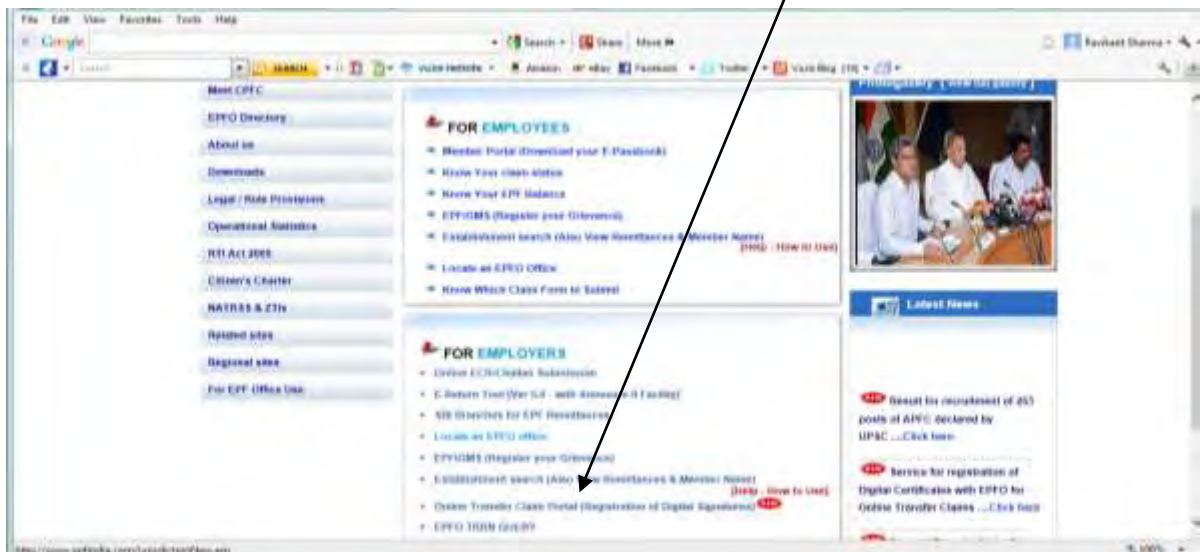 File Edit View Favorites Tools Help
Google Search Share More
SEARCH Amazon eBay Facebook Twitter
Meet CPFC
EPFO Directory
About us
Downloads
Legal / Rule Provisions
Operational Statistics
RTI Act 2005
Citizen's Charter
NATRSS & ZTIs
Related sites
Regional sites
For EPF Office Use
FOR EMPLOYEES
Member Portal (Download your E-Passbook)
Know Your claim status
Know Your EPF Balance
EPFiGMS (Register your Grievance)
Establishment search (Also View Remittances & Member Name)
[Help - How to Use]
Locate an EPFO Office
Know Which Claim Form to Submit
FOR EMPLOYERS
Online ECR/Challan Submission
SBI Branches for EPF Remittances
Locate an EPFO office
EPFiGMS (Register your Grievance)
Establishment search (Also View Remittances & Member Name)
[Help - How to Use]
Online Transfer Claim Portal (Registration of Digital Signatures)
Latest News
Result for recruitment of
posts of APFC declared by
UPSC ...Click here
Service for registration of
Digital Certificates with EPFO for
Online Transfer Claims ...Click here
100%